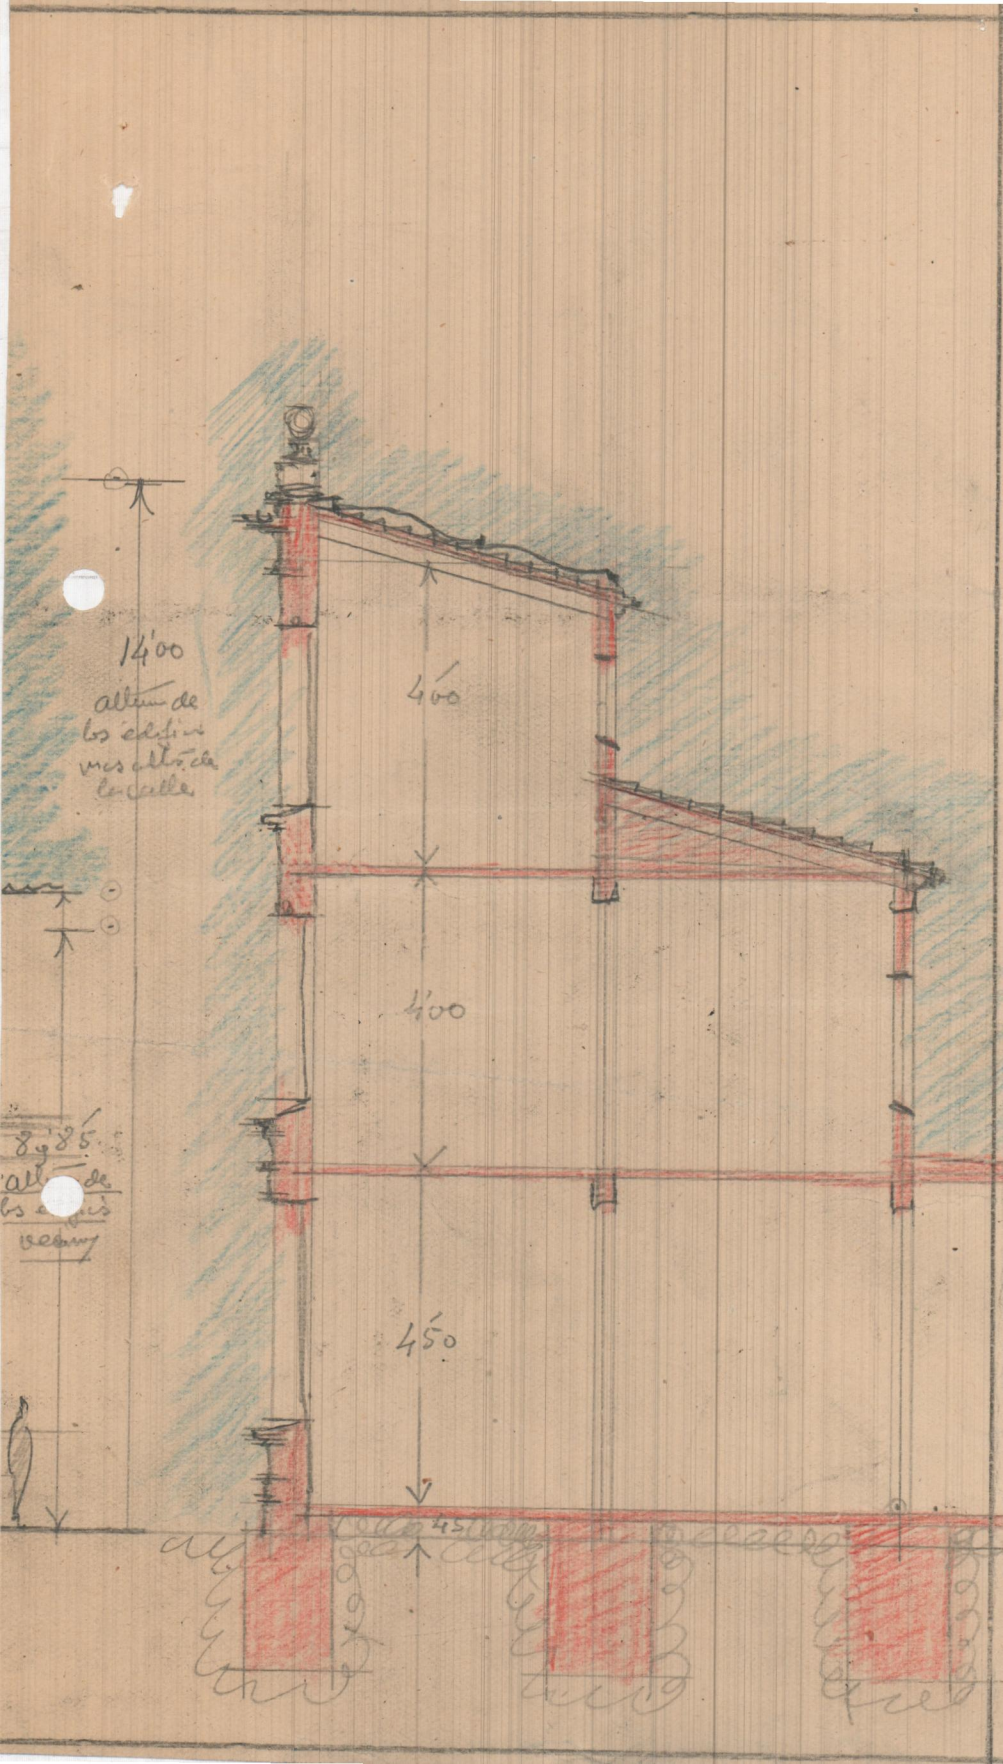 14'00
altura de
los edificios
mas altos de
la calle
4'00
4'00
8'85
altura de
los edificios
vecinos
4'50
45